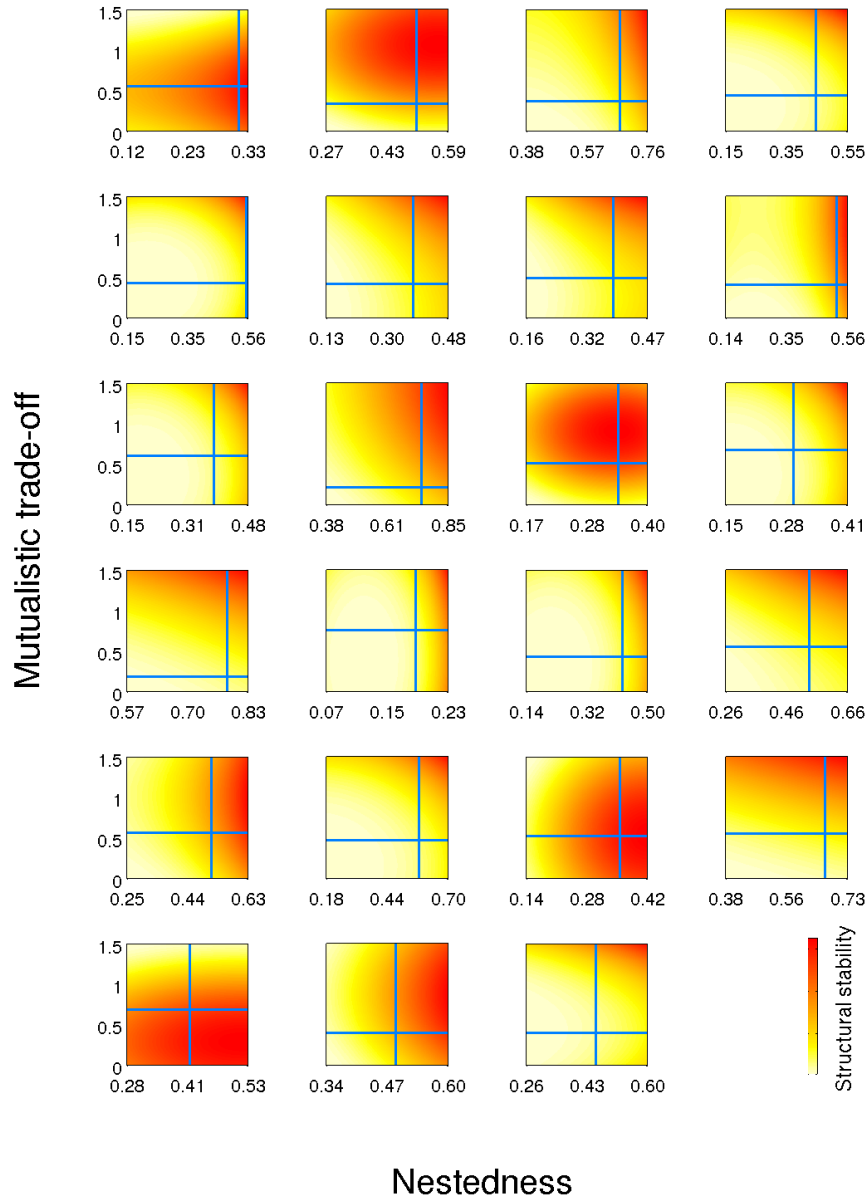 1.5
1
0.5
0
0.12 0.23 0.33
0.27 0.43 0.59
0.38 0.57 0.76
0.15 0.35 0.55
1.5
1
0.5
0
0.15 0.35 0.56
0.13 0.30 0.48
0.16 0.32 0.47
0.14 0.35 0.56
1.5
1
0.5
0
0.15 0.31 0.48
0.38 0.61 0.85
0.17 0.28 0.40
0.15 0.28 0.41
1.5
1
0.5
0
0.57 0.70 0.83
0.07 0.15 0.23
0.14 0.32 0.50
0.26 0.46 0.66
1.5
1
0.5
0
0.25 0.44 0.63
0.18 0.44 0.70
0.14 0.28 0.42
0.38 0.56 0.73
1.5
1
0.5
0
0.28 0.41 0.53
0.34 0.47 0.60
0.26 0.43 0.60
Mutualistic trade-off
Structural stability
Nestedness